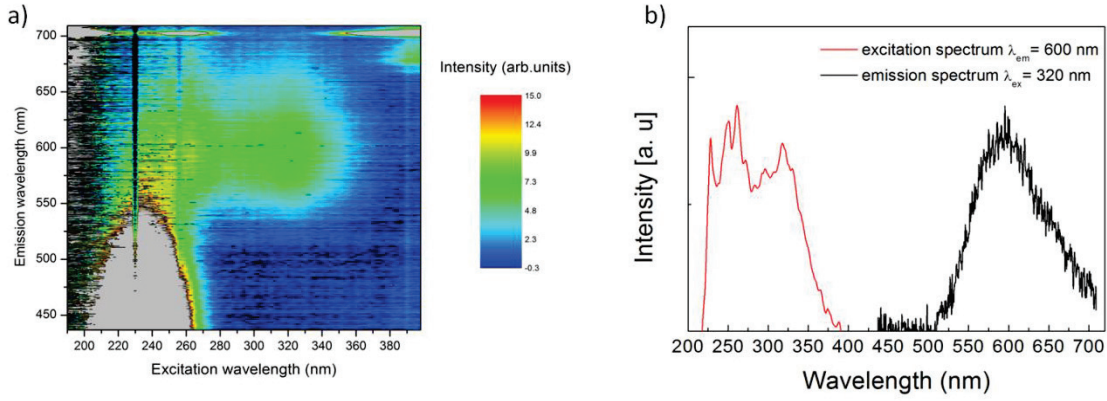 a)
Emission wavelength (nm)
700
650
600
550
500
450
200 220 240 260 280 300 320 340 360 380
Excitation wavelength (nm)
Intensity (arb.units)
15.0
12.4
9.9
7.3
4.8
2.3
-0.3
b)
excitation spectrum λem= 600 nm
emission spectrum λex= 320 nm
Intensity [a. u]
200 250 300 350 400 450 500 550 600 650 700
Wavelength (nm)